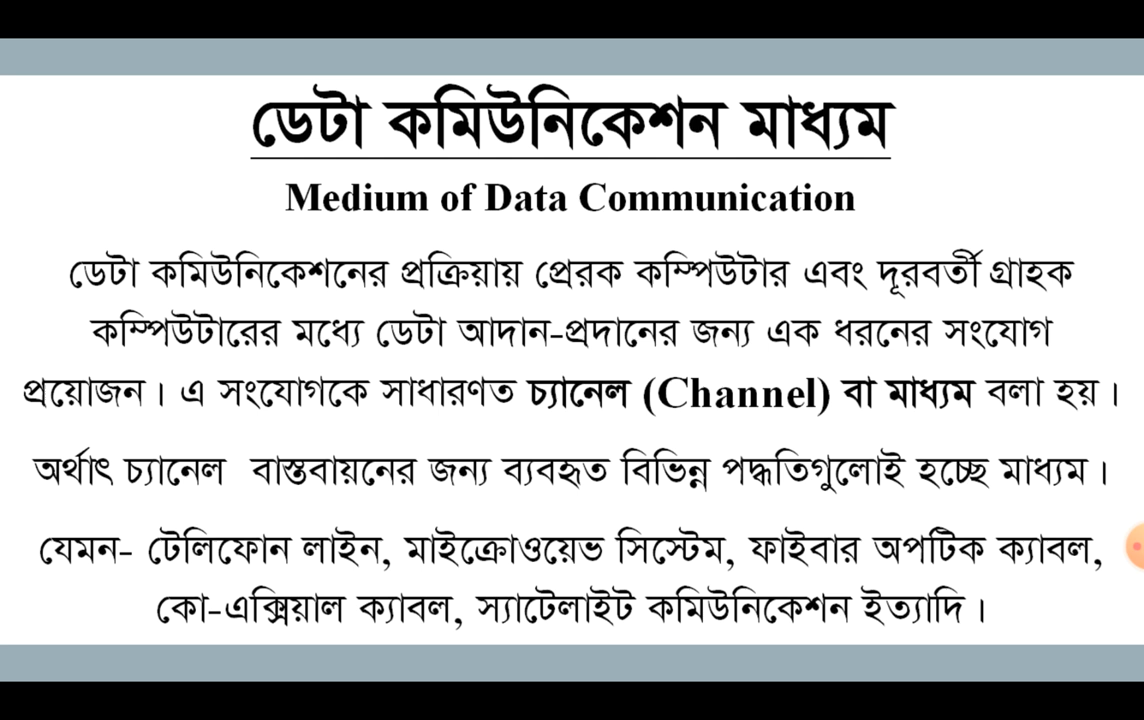 ডেটা কমিউনিকেশন মাধ্যম
Medium of Data Communication
ডেটা কমিউনিকেশনের প্রক্রিয়ায় প্রেরক কম্পিউটার এবং দূরবর্তী গ্রাহক
কম্পিউটারের মধ্যে ডেটা আদান-প্রদানের জন্য এক ধরনের সংযোগ
প্রয়োজন। এ সংযোগকে সাধারণত চ্যানেল (Channel) বা মাধ্যম বলা হয়।
অর্থাৎ চ্যানেল বাস্তবায়নের জন্য ব্যবহৃত বিভিন্ন পদ্ধতিগুলোই হচ্ছে মাধ্যম।
যেমন- টেলিফোন লাইন, মাইক্রোওয়েভ সিস্টেম, ফাইবার অপটিক ক্যাবল,
কো-এক্সিয়াল ক্যাবল, স্যাটেলাইট কমিউনিকেশন ইত্যাদি।